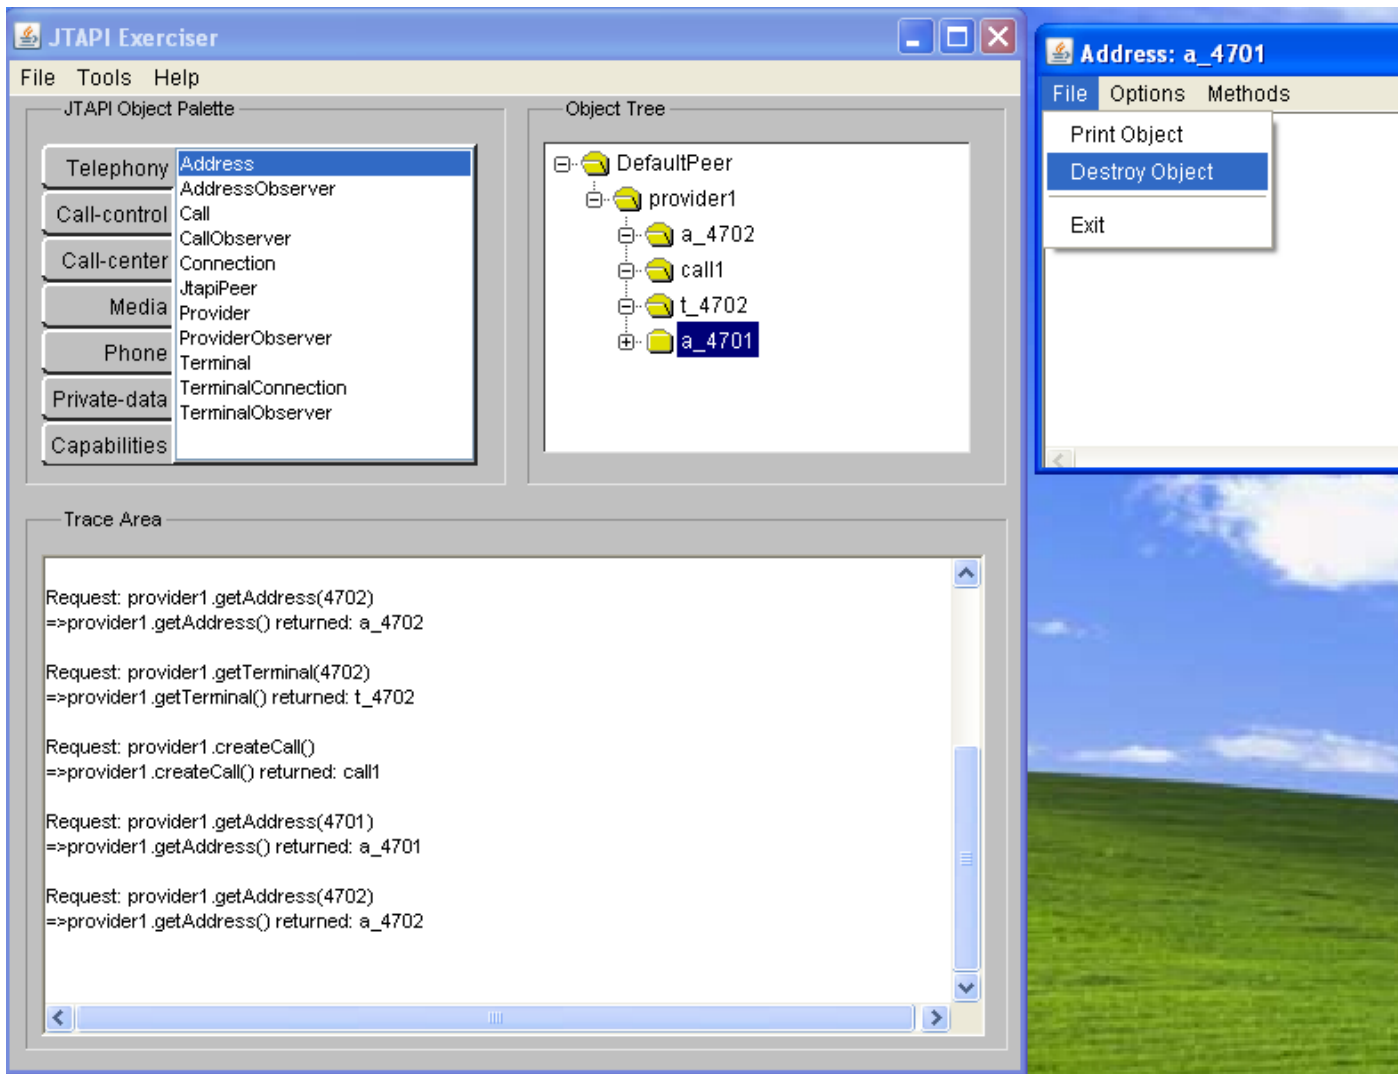 JTAPI Exerciser
File Tools Help
JTAPI Object Palette
Telephony
Call-control
Call-center
Media
Phone
Private-data
Capabilities
Address
AddressObserver
Call
CallObserver
Connection
JtapiPeer
Provider
ProviderObserver
Terminal
TerminalConnection
TerminalObserver
Object Tree
DefaultPeer
provider1
a_4702
call1
t_4702
a_4701
Trace Area
Request: provider1.getAddress(4702)
=>provider1.getAddress() returned: a_4702
Request: provider1.getTerminal(4702)
=>provider1.getTerminal() returned: t_4702
Request: provider1.createCall()
=>provider1.createCall() returned: call1
Request: provider1.getAddress(4701)
=>provider1.getAddress() returned: a_4701
Request: provider1.getAddress(4702)
=>provider1.getAddress() returned: a_4702
Address: a_4701
File Options Methods
Print Object
Destroy Object
Exit